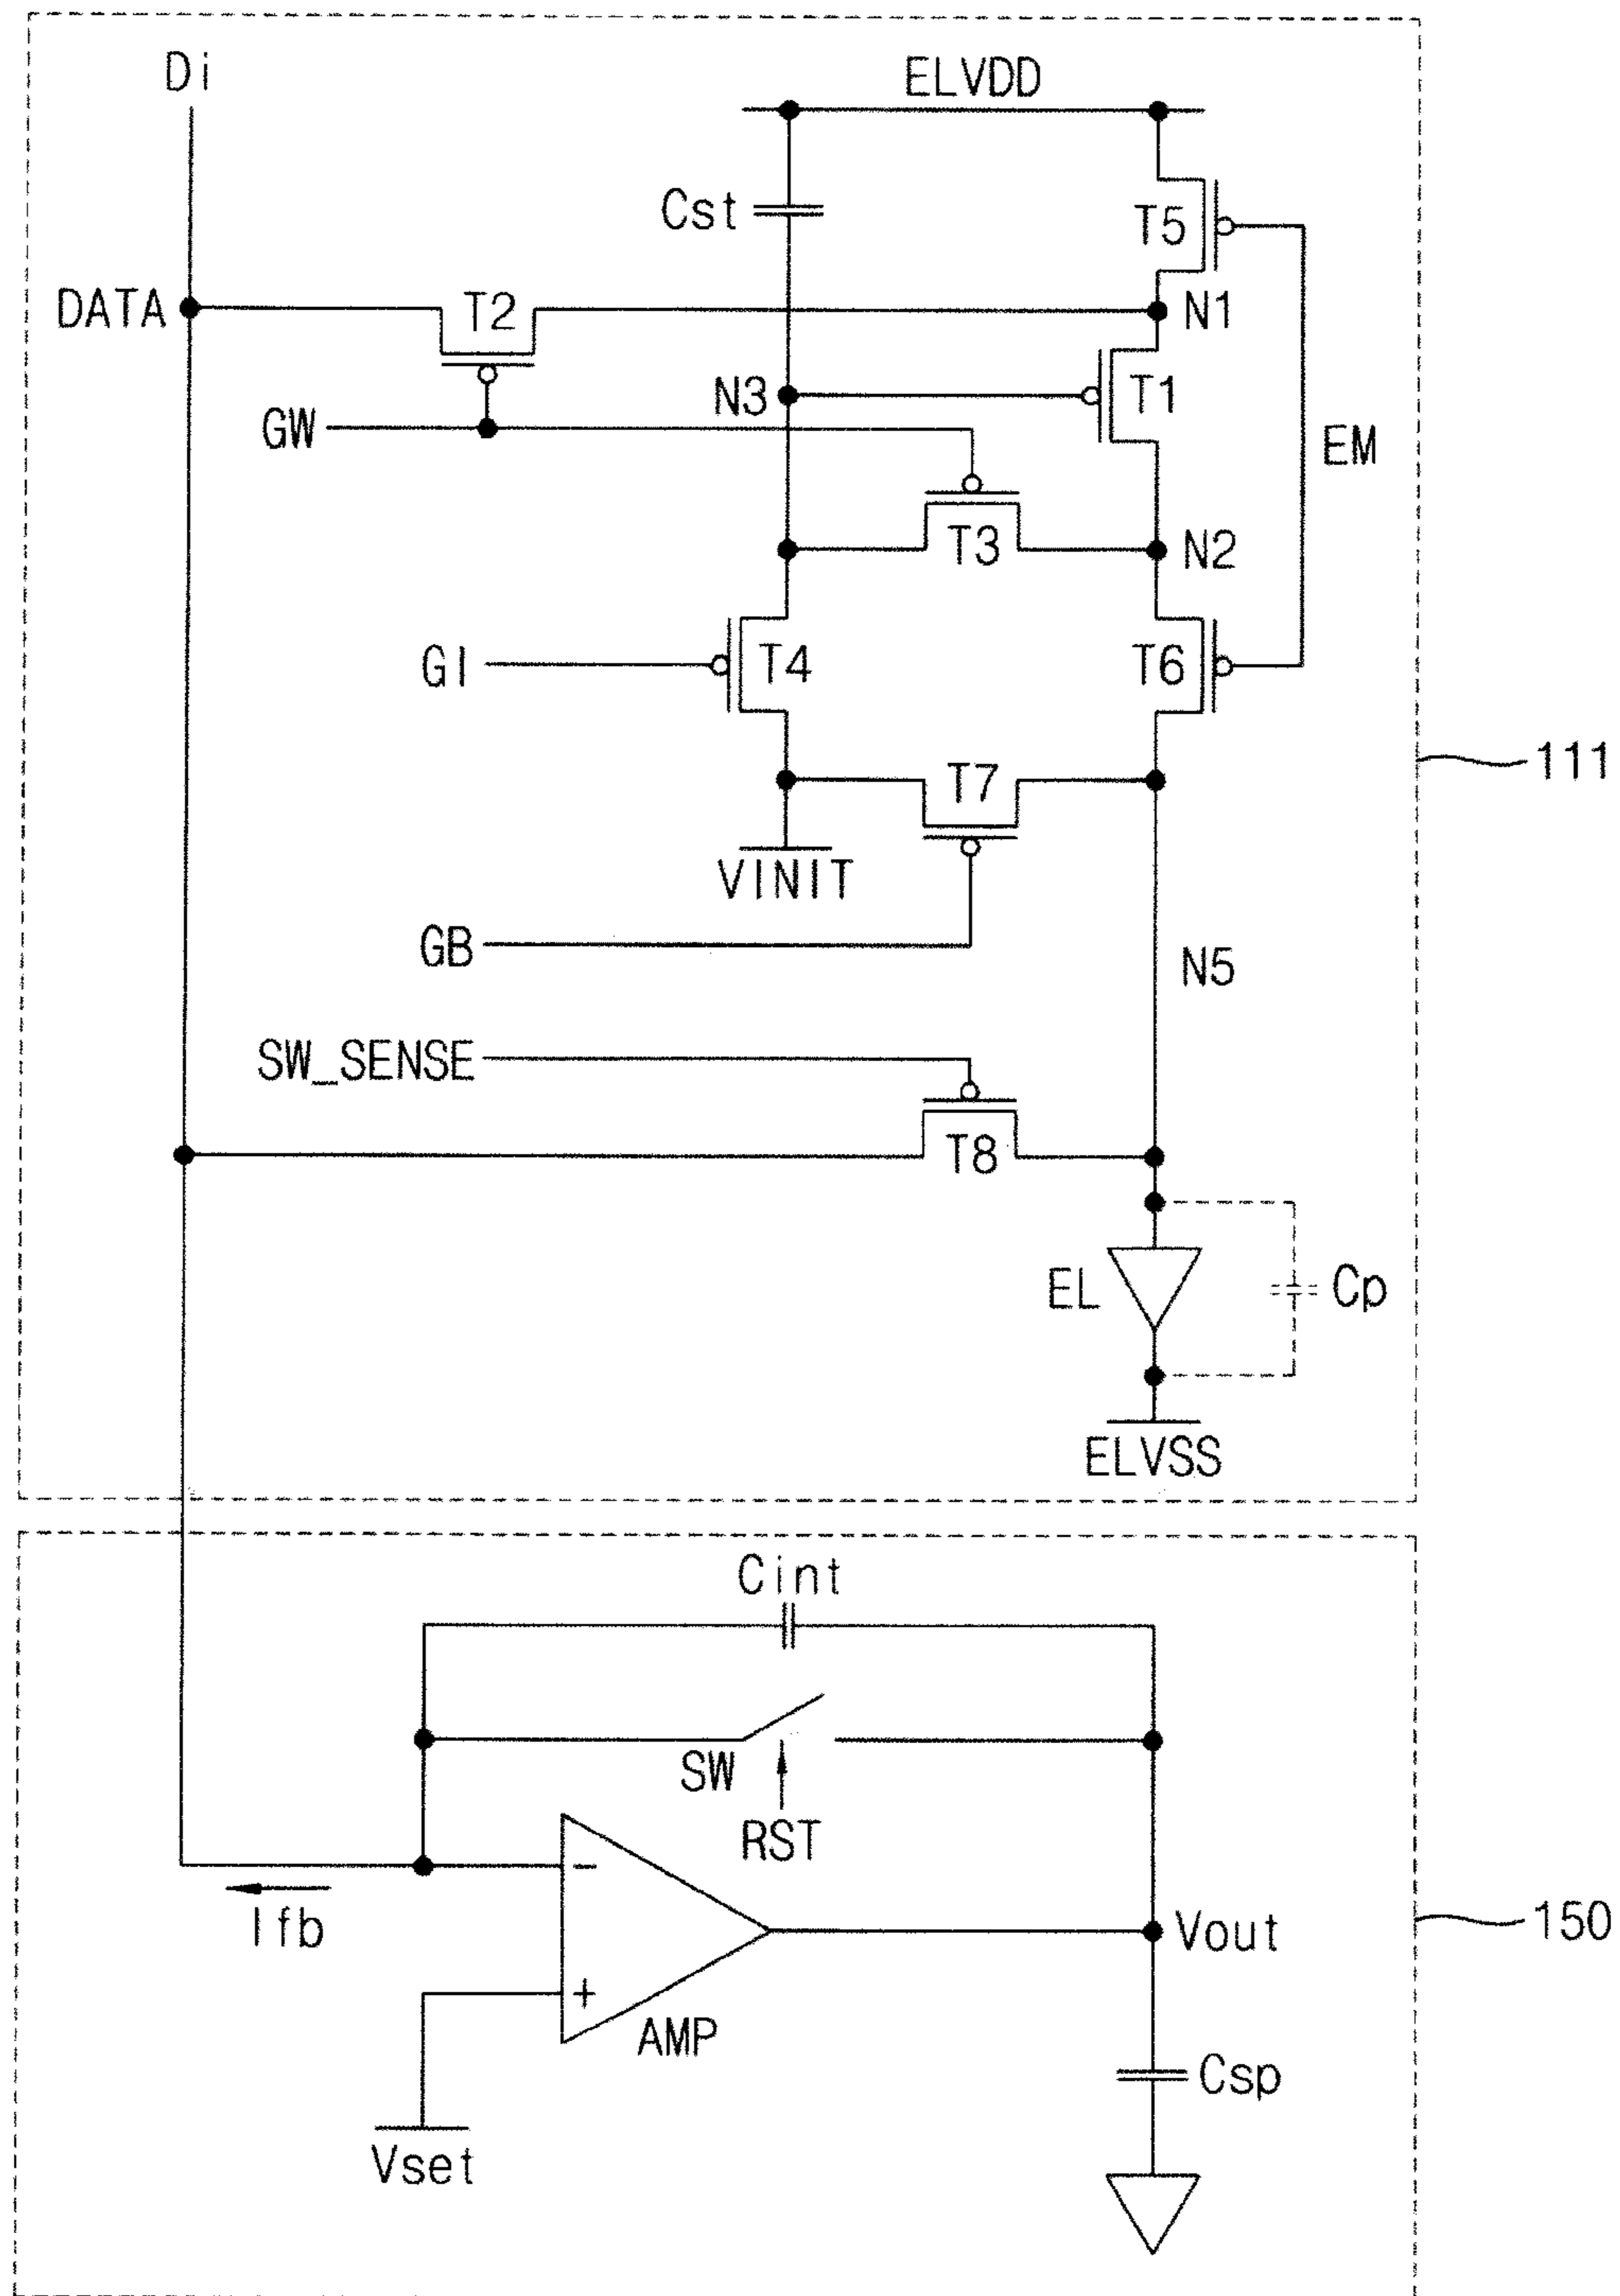 Di
ELVDD
Cst
T5
DATA
T2
N1
N3
T1
GW
EM
T3
N2
GI
T4
T6
T7
111
VINIT
GB
N5
SW_SENSE
T8
EL
Cp
ELVSS
Cint
SW
RST
-
Ifb
150
Vout
+
AMP
Csp
Vset